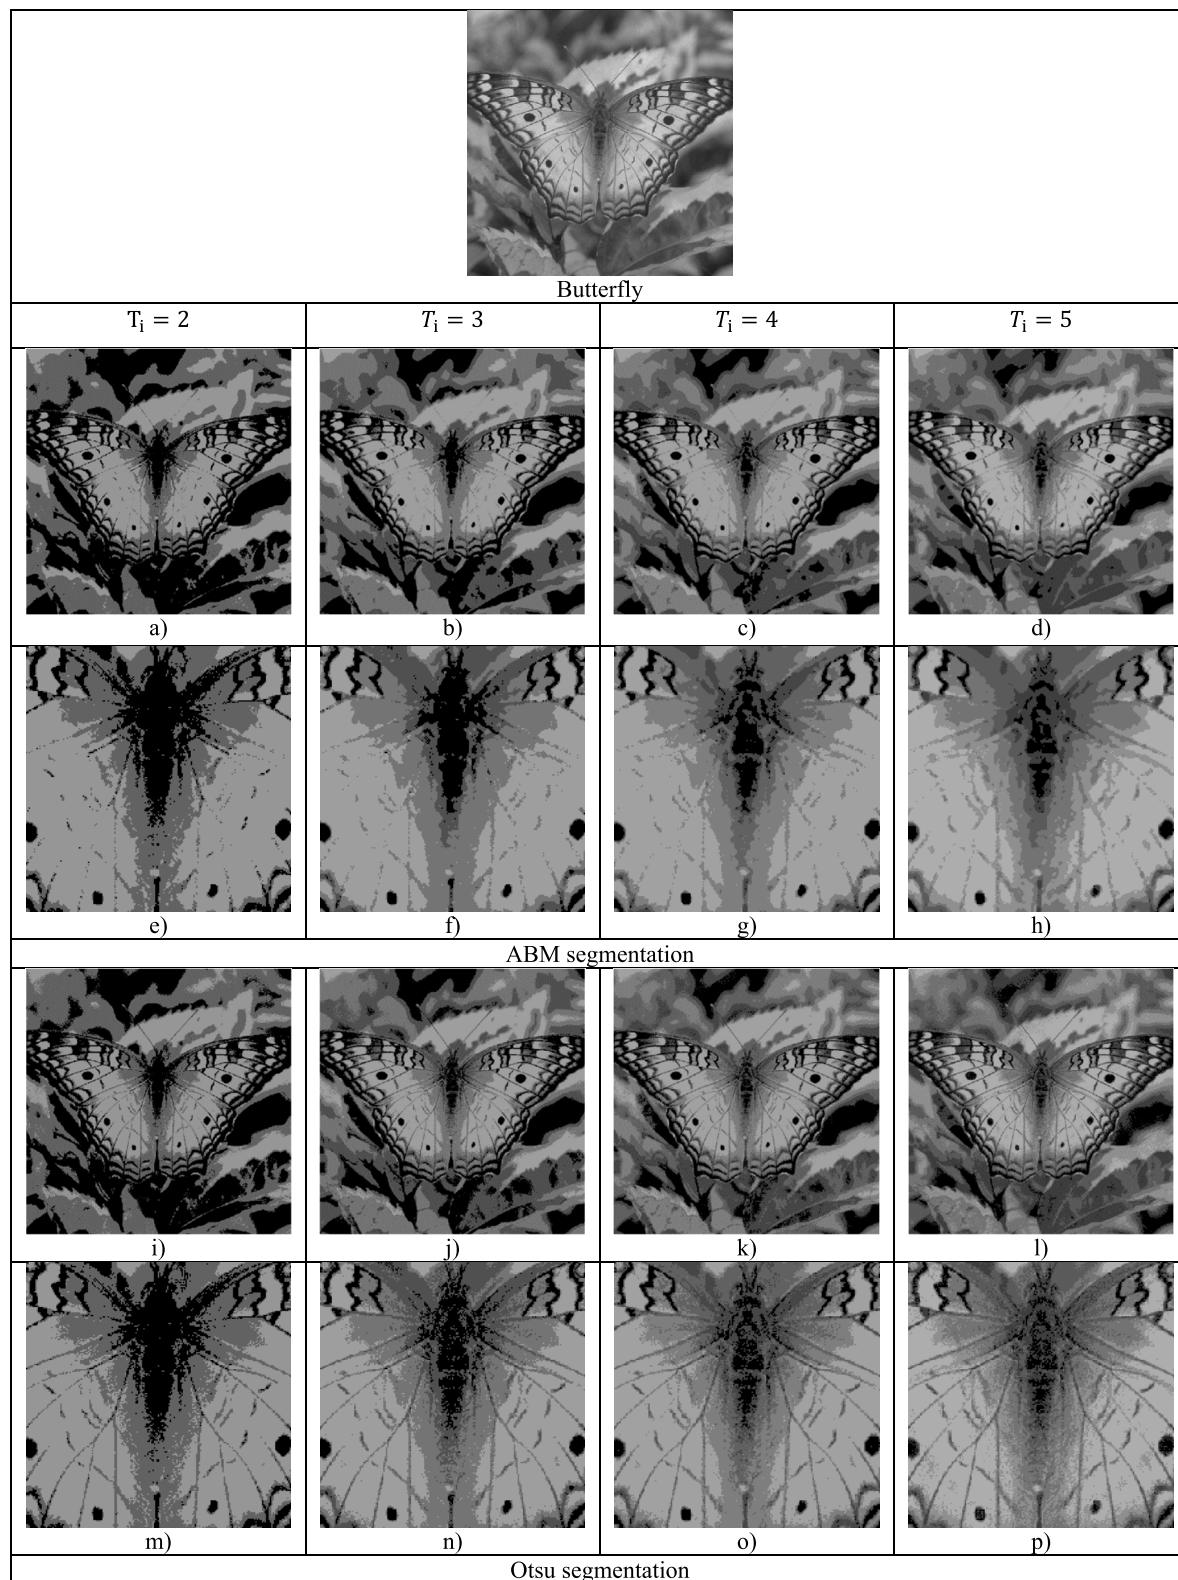 Butterfly
Tᵢ = 2
𝑇ᵢ = 3
𝑇ᵢ = 4
𝑇ᵢ = 5
a)
b)
c)
d)
e)
f)
g)
h)
ABM segmentation
i)
j)
k)
l)
m)
n)
o)
p)
Otsu segmentation